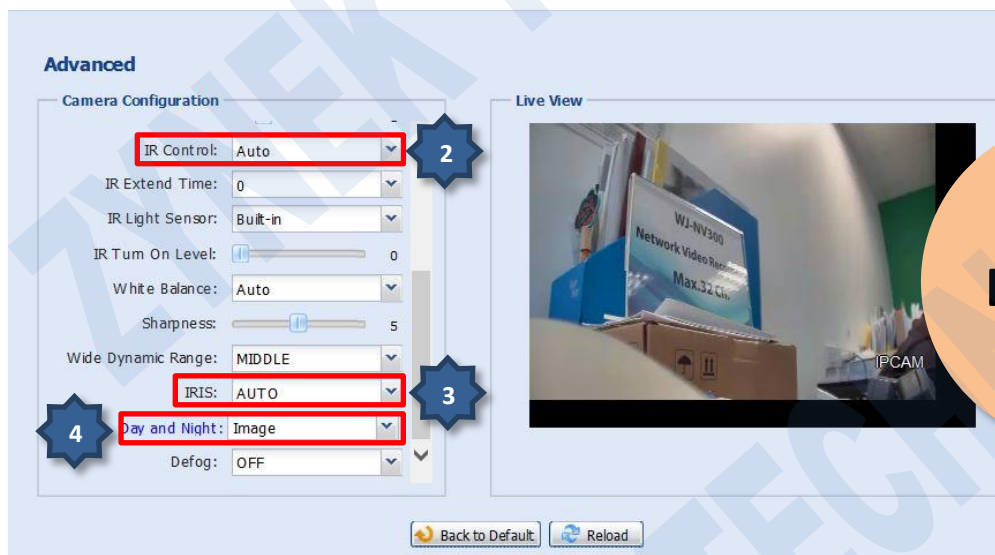 Advanced
Camera Configuration
IR Control: Auto
2
IR Extend Time: 0
IR Light Sensor: Built-in
IR Turn On Level: 0
White Balance: Auto
Sharpness: 5
Wide Dynamic Range: MIDDLE
IRIS: AUTO
3
4
Day and Night: Image
Defog: OFF
Live View
WJ-NV300
Network Video
Max.32 Ch.
IPCAM
Back to Default
Reload
ZYNEK